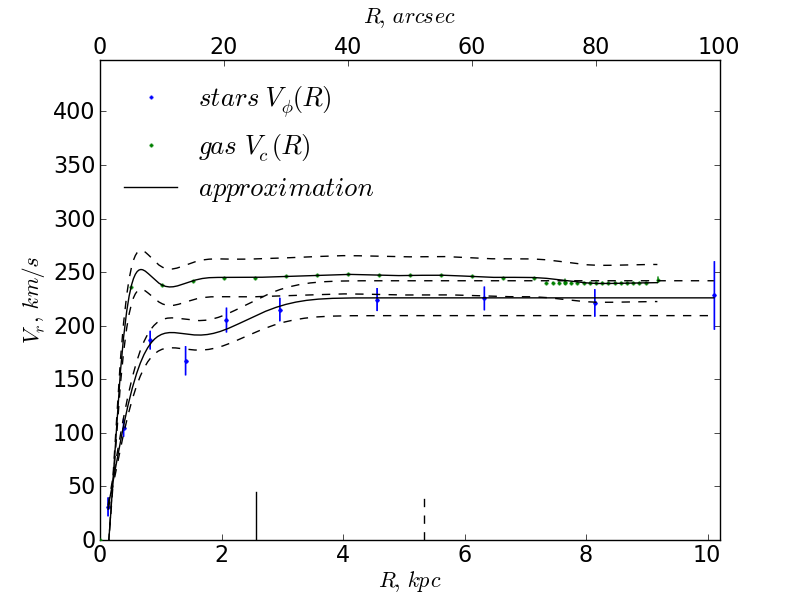 R, arcsec
0 20 40 60 80 100
stars V_ϕ(R)
gas V_c(R)
approximation
400
350
300
250
200
150
100
50
0
V_r, km/s
0 2 4 6 8 10
R, kpc